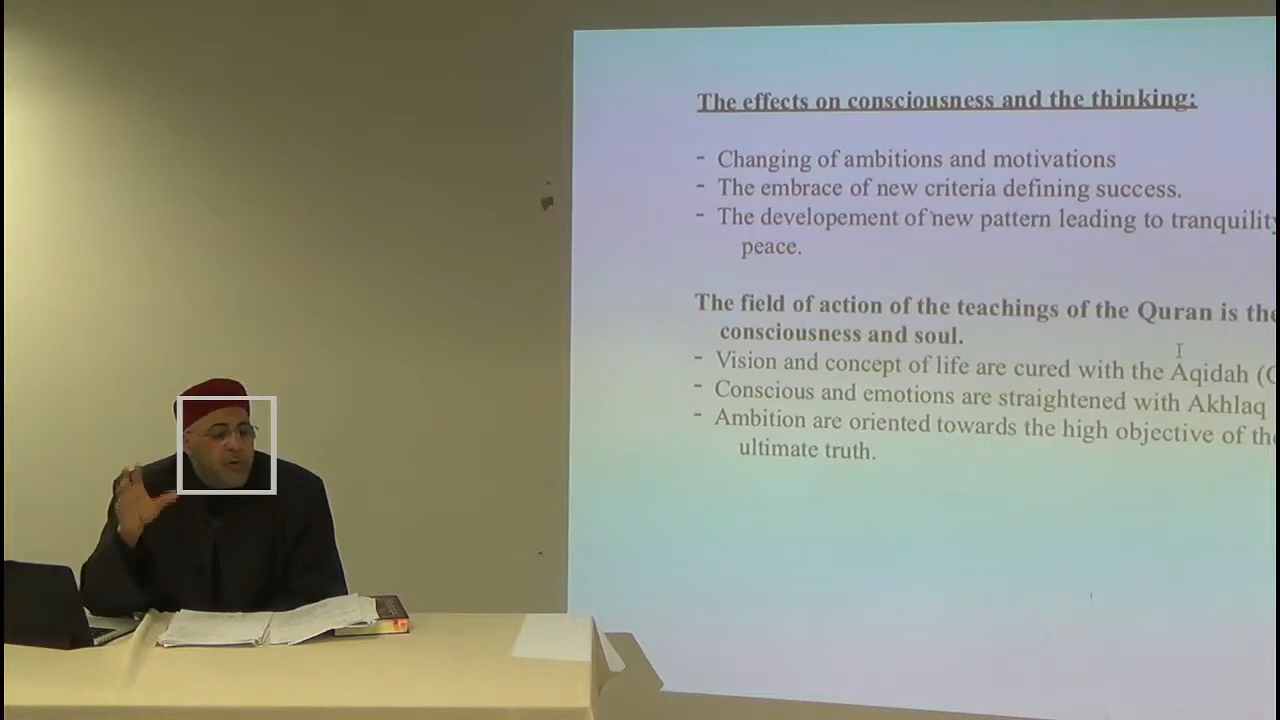 The effects on consciousness and the thinking:
- Changing of ambitions and motivations
- The embrace of new criteria defining success.
- The developement of new pattern leading to tranquility
peace.
The field of action of the teachings of the Quran is the
consciousness and soul.
- Vision and concept of life are cured with the Aqidah (
- Conscious and emotions are straightened with Akhlaq
- Ambition are oriented towards the high objective of the
ultimate truth.